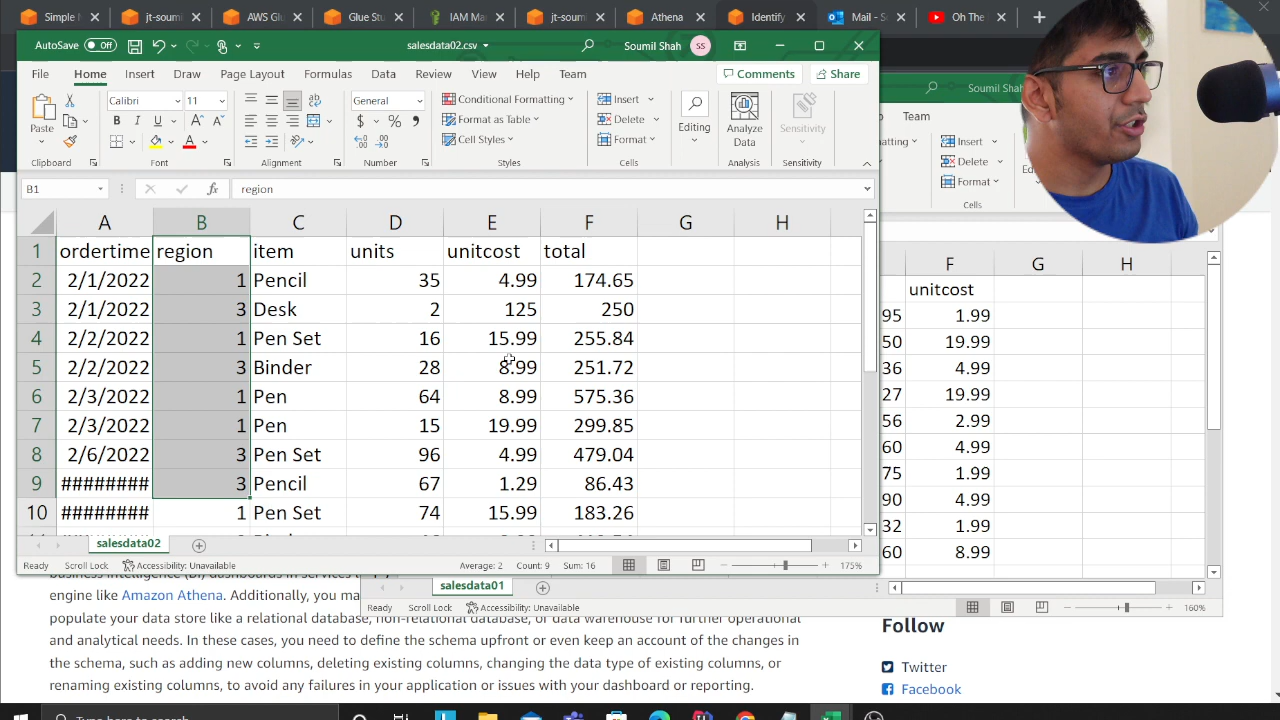 Simple N
jt-soumi
AWS Glu
Glue Stu
IAM Mar
jt-soum
Athena
Identify
Mail - S
Oh The
AutoSave Off
salesdata02.csv
Soumil Shah SS
File Home Insert Draw Page Layout Formulas Data Review View Help Team Comments Share
Paste
Calibri 11
B I U
General
$ % ,
Conditional Formatting
Format as Table
Cell Styles
Insert
Delete
Format
Editing
Analyze
Data
Sensitivity
Clipboard Font Alignment Number Styles Cells Analysis Sensitivity
B1 fx region
A B C D E F G H
1 ordertime region item units unitcost total
2 2/1/2022 1 Pencil 35 4.99 174.65
3 2/1/2022 3 Desk 2 125 250
4 2/2/2022 1 Pen Set 16 15.99 255.84
5 2/2/2022 3 Binder 28 8.99 251.72
6 2/3/2022 1 Pen 64 8.99 575.36
7 2/3/2022 1 Pen 15 19.99 299.85
8 2/6/2022 3 Pen Set 96 4.99 479.04
9 ######## 3 Pencil 67 1.29 86.43
10 ######## 1 Pen Set 74 15.99 183.26
salesdata02
Ready Scroll Lock Accessibility: Unavailable Average: 2 Count: 9 Sum: 16 175%
Soumil Shah
Team
Insert
Delete
Format
Cells
F G H
unitcost
95 1.99
50 19.99
36 4.99
27 19.99
56 2.99
60 4.99
75 1.99
90 4.99
32 1.99
60 8.99
salesdata01
Ready Scroll Lock Accessibility: Unavailable 160%
business intelligence (BI) dashboards in services l
engine like Amazon Athena. Additionally, you ma
populate your data store like a relational database, non-relational database, or data warehouse for further operational
and analytical needs. In these cases, you need to define the schema upfront or even keep an account of the changes in
the schema, such as adding new columns, deleting existing columns, changing the data type of existing columns, or
renaming existing columns, to avoid any failures in your application or issues with your dashboard or reporting.
Follow
Twitter
Facebook
Type here to search